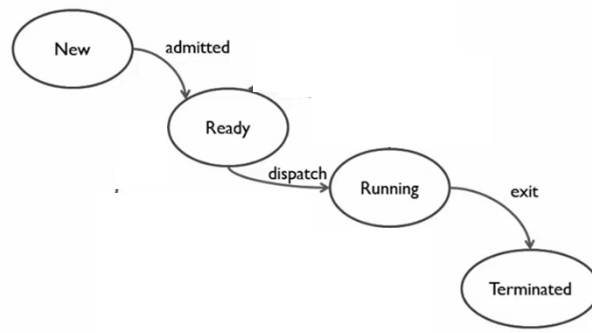 New
admitted
Ready
dispatch
Running
exit
Terminated